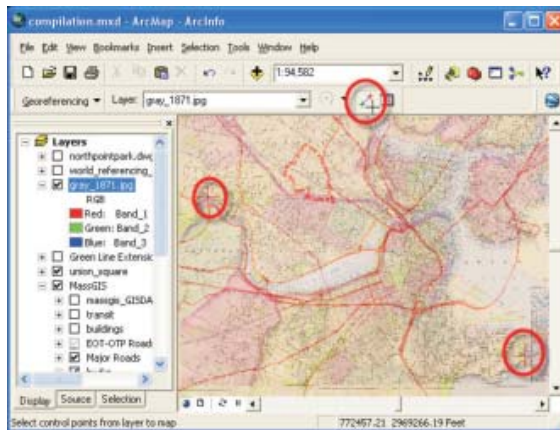 compilation.mxd - ArcMap - ArcInfo
File Edit View Bookmarks Insert Selection Tools Window Help
1:94,582
Georeferencing Layer: gray_1871.jpg
Layers
northpointpark.dwg
world_referencing_
gray_1871.jpg
RGB
Red: Band_1
Green: Band_2
Blue: Band_3
Green Line Extensic
union_square
MassGIS
massgis_GISDA
transit
buildings
EOT-OTP Road
Major Roads
Display Source Selection
Select control points from layer to map
772457.21 2969266.19 Feet